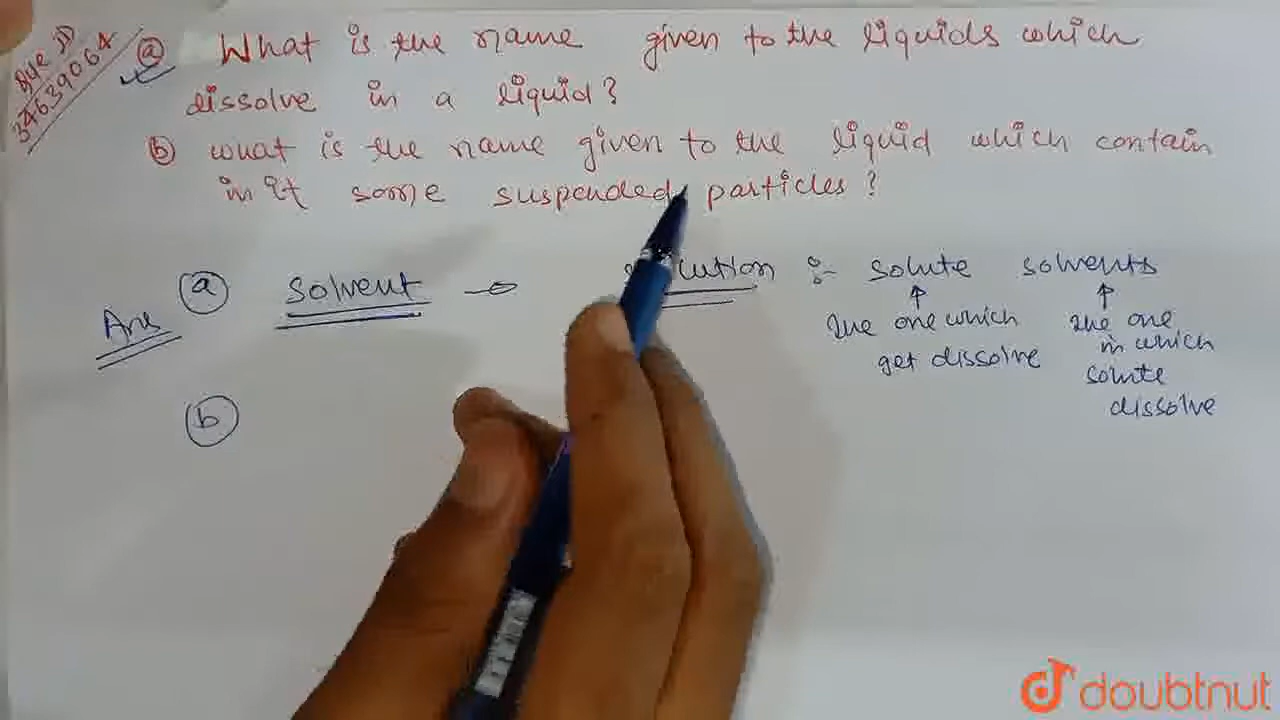 Que ID
34639064
(a) What is the name given to the liquids which
dissolve in a liquid?
(b) what is the name given to the liquid which contain
in it some suspended particles?
Ans (a) Solvent → :- solute solvents
the one which get dissolve
the one in which solute dissolve
(b)
doubtnut